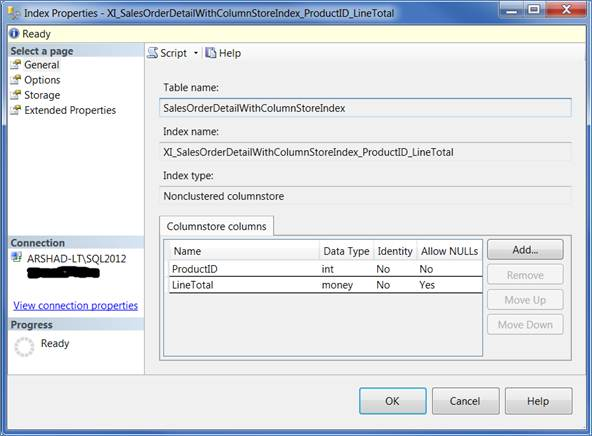 Index Properties - XI_SalesOrderDetailWithColumnStoreIndex_ProductID_LineTotal
Ready
Select a page
General
Options
Storage
Extended Properties
Script
Help
Table name:
SalesOrderDetailWithColumnStoreIndex
Index name:
XI_SalesOrderDetailWithColumnStoreIndex_ProductID_LineTotal
Index type:
Nonclustered columnstore
Columnstore columns
Name Data Type Identity Allow NULLs
ProductID int No No
LineTotal money No Yes
Add...
Remove
Move Up
Move Down
Connection
ARSHAD-LT\SQL2012
View connection properties
Progress
Ready
OK Cancel Help